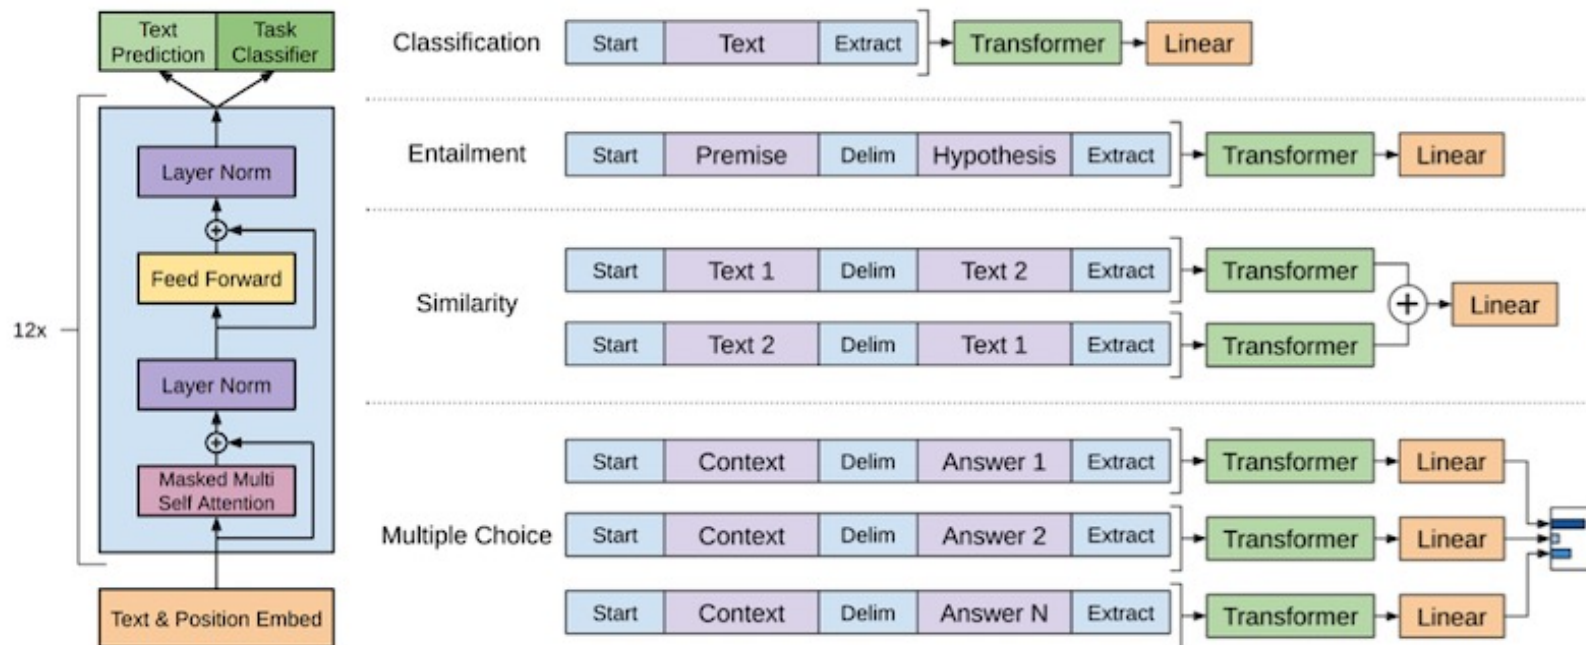 Text
Prediction
Task
Classifier
Layer Norm
Feed Forward
12x
Layer Norm
Masked Multi
Self Attention
Text & Position Embed
Classification
Start Text Extract Transformer Linear
Entailment
Start Premise Delim Hypothesis Extract Transformer Linear
Similarity
Start Text 1 Delim Text 2 Extract Transformer
Linear
Start Text 2 Delim Text 1 Extract Transformer
Multiple Choice
Start Context Delim Answer 1 Extract Transformer Linear
Start Context Delim Answer 2 Extract Transformer Linear
Start Context Delim Answer N Extract Transformer Linear